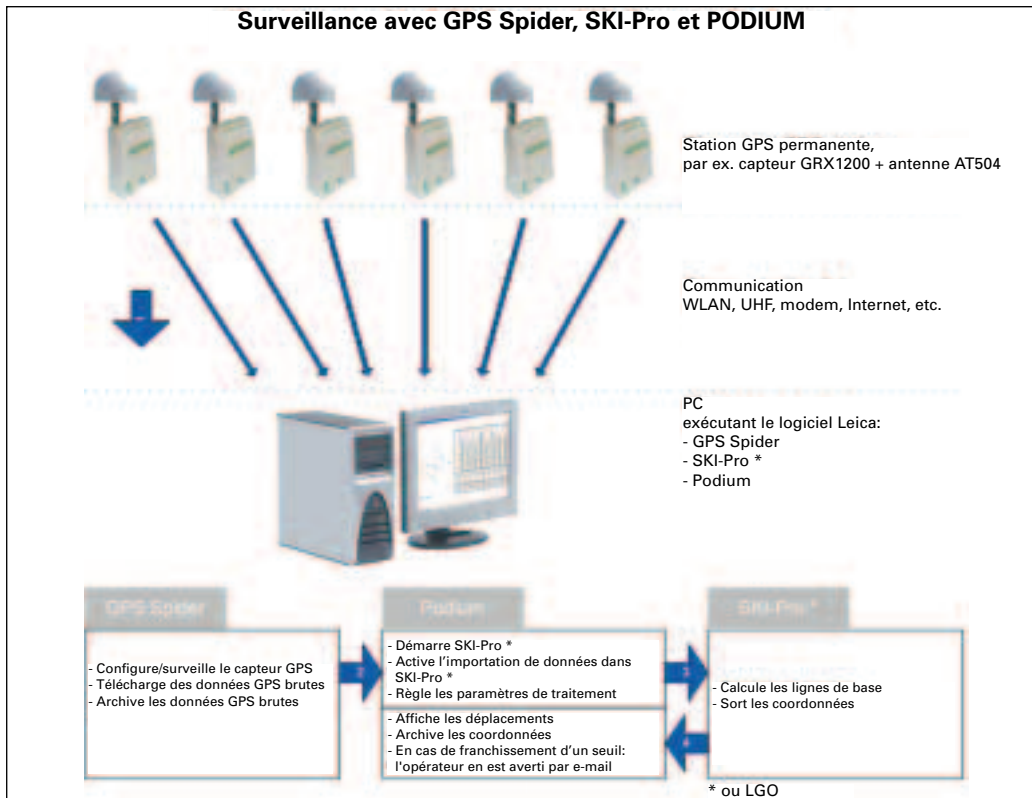 Surveillance avec GPS Spider, SKI-Pro et PODIUM
Station GPS permanente,
par ex. capteur GRX1200 + antenne AT504
Communication
WLAN, UHF, modem, Internet, etc.
PC
exécutant le logiciel Leica:
- GPS Spider
- SKI-Pro *
- Podium
GPS Spider
- Configure/surveille le capteur GPS
- Télécharge des données GPS brutes
- Archive les données GPS brutes
Podium
- Démarre SKI-Pro *
- Active l'importation de données dans
SKI-Pro *
- Règle les paramètres de traitement
- Affiche les déplacements
- Archive les coordonnées
- En cas de franchissement d'un seuil:
l'opérateur en est averti par e-mail
SKI-Pro *
- Calcule les lignes de base
- Sort les coordonnées
* ou LGO